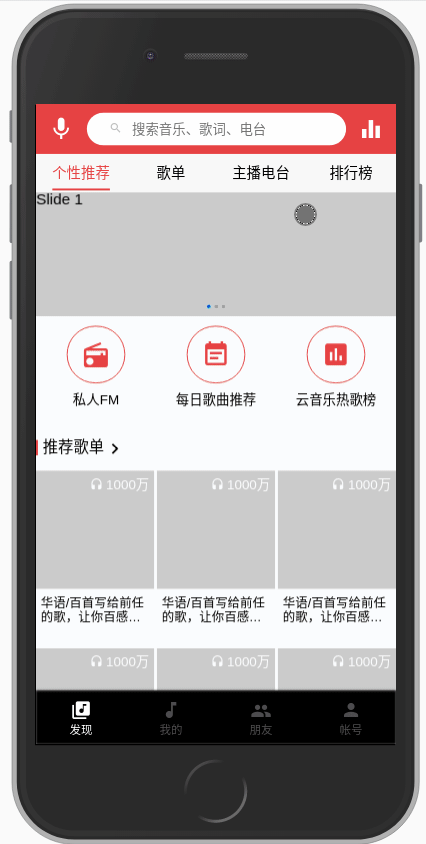 搜索音乐、歌词、电台
个性推荐 歌单 主播电台 排行榜
Slide 1
私人FM 每日歌曲推荐 云音乐热歌榜
推荐歌单
1000万 1000万 1000万
华语/百首写给前任 华语/百首写给前任 华语/百首写给前任
的歌，让你百感... 的歌，让你百感... 的歌，让你百感...
1000万 1000万 1000万
发现 我的 朋友 帐号